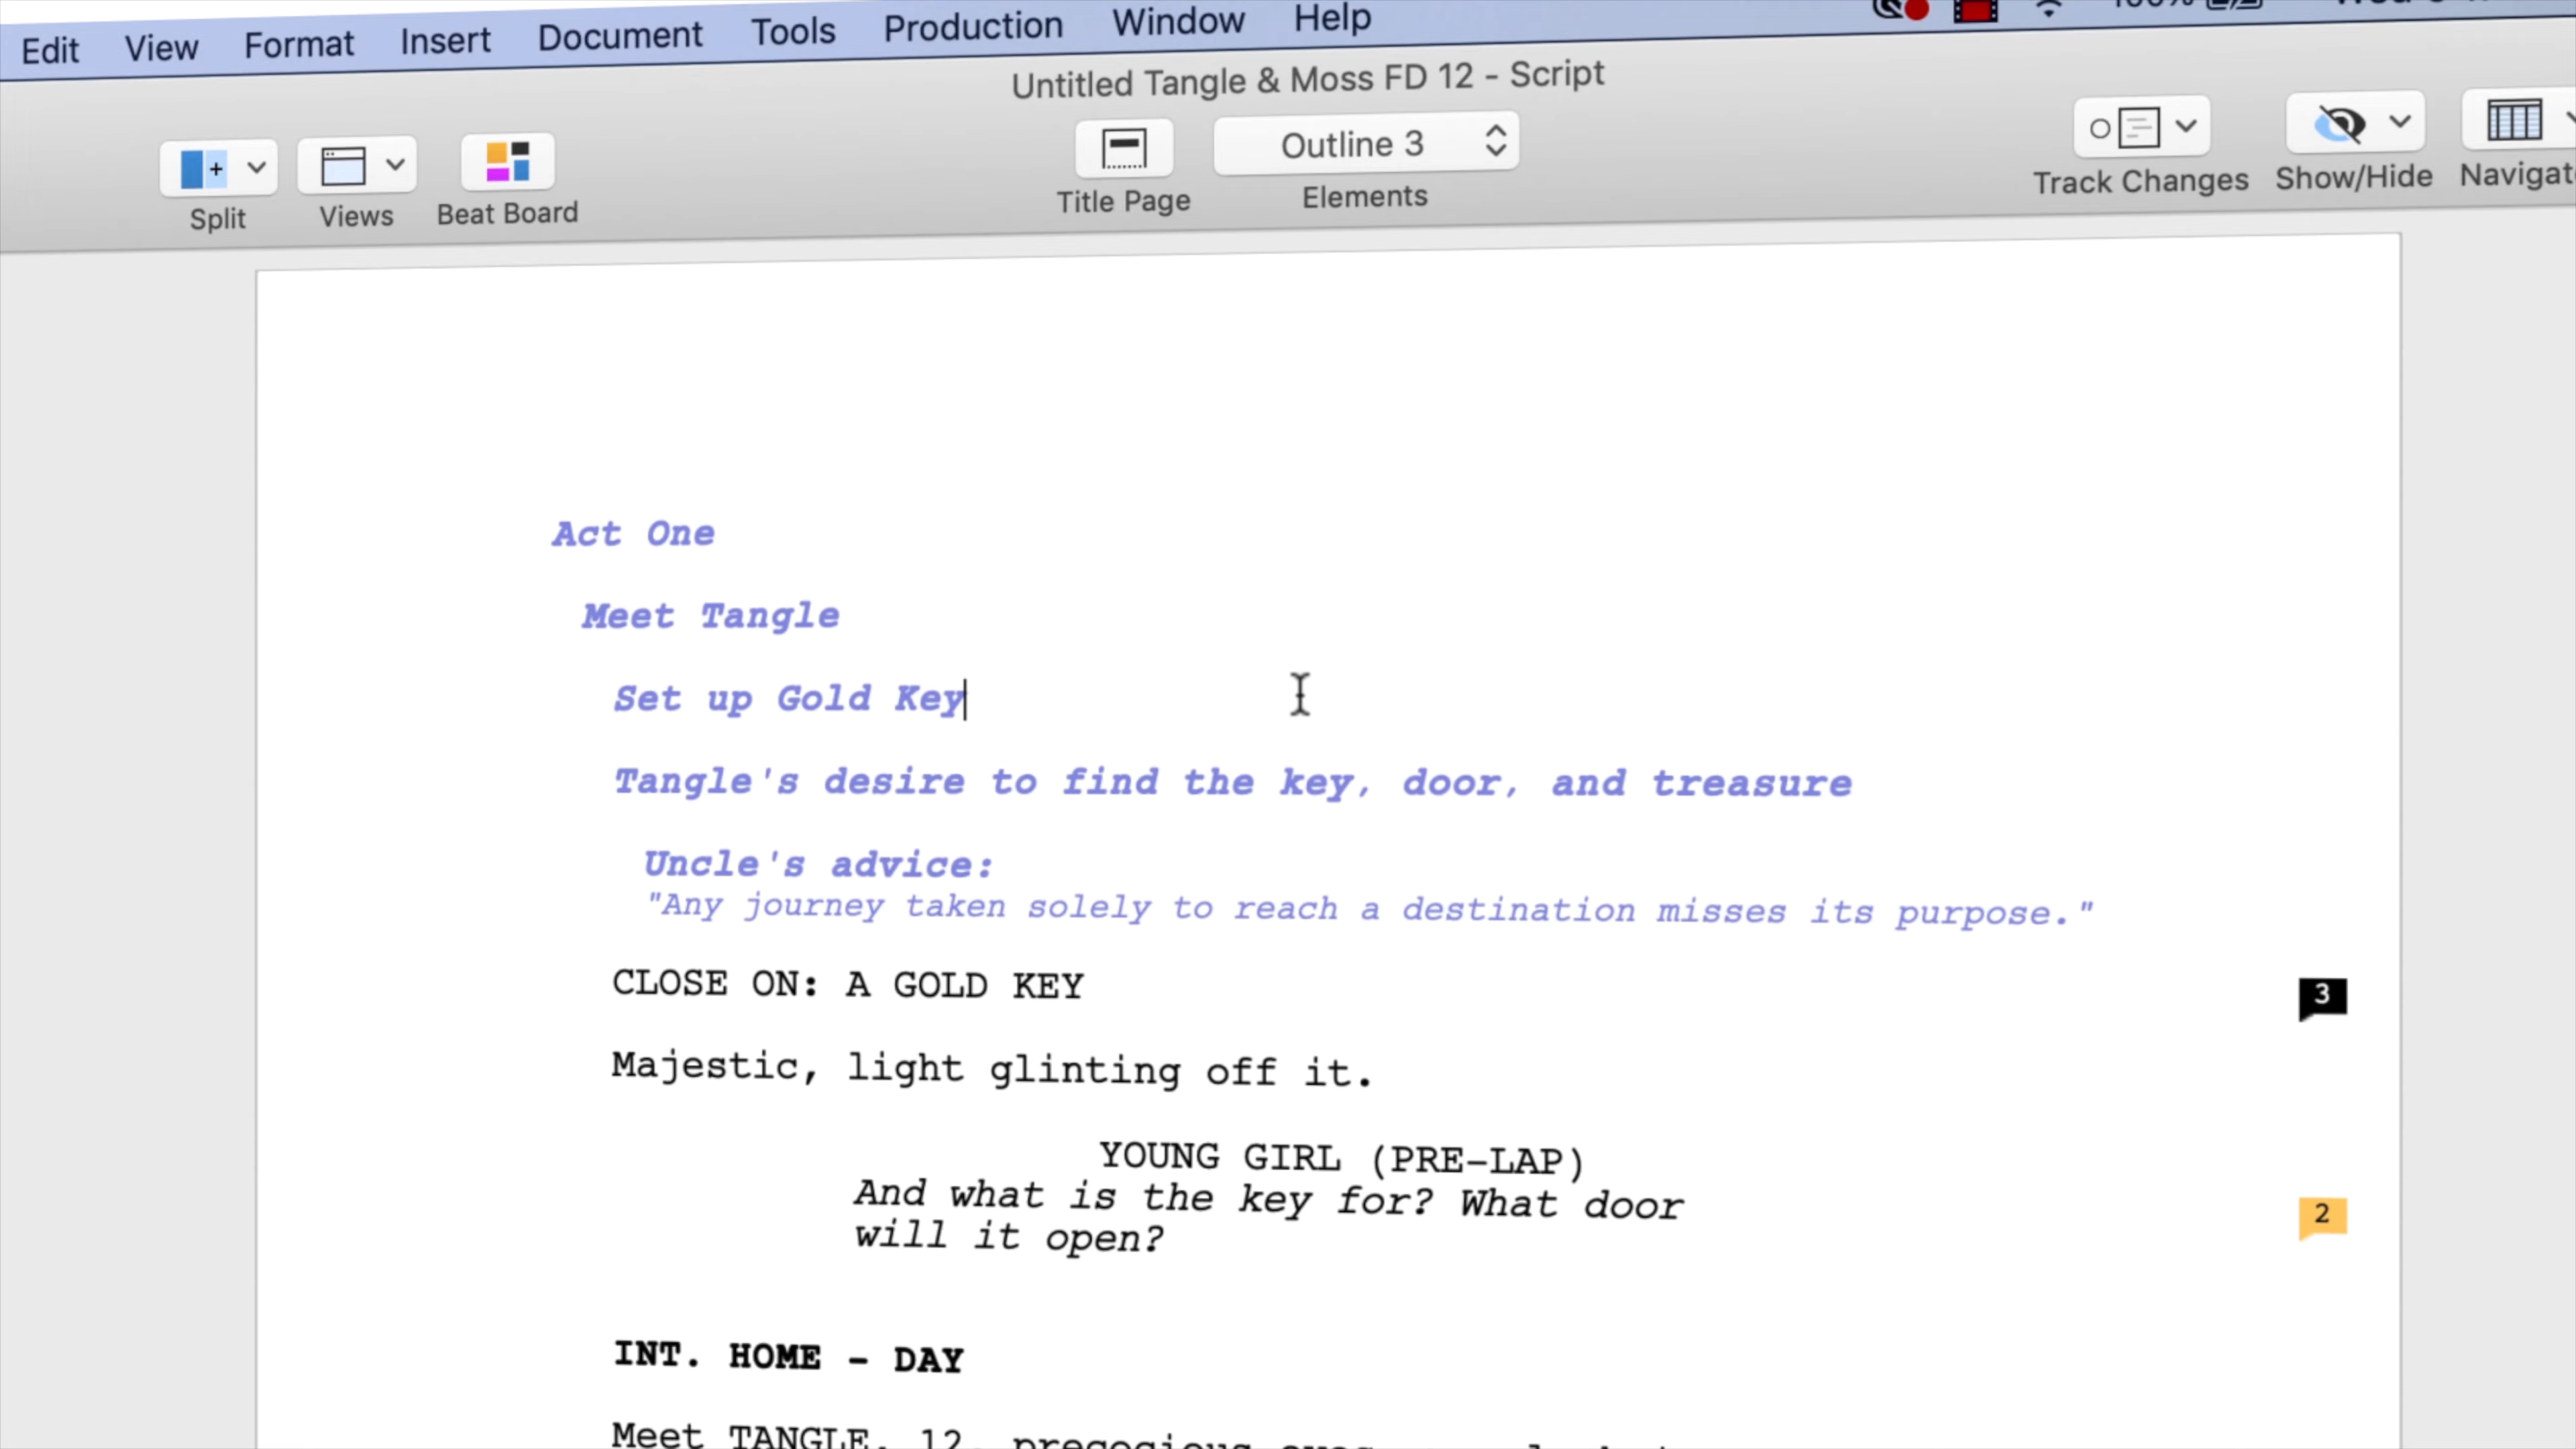 Edit View Format Insert Document Tools Production Window Help
Untitled Tangle & Moss FD 12 - Script
Outline 3
Split Views Beat Board Title Page Elements Track Changes Show/Hide
Act One
Meet Tangle
Set up Gold Key
Tangle's desire to find the key, door, and treasure
Uncle's advice:
"Any journey taken solely to reach a destination misses its purpose."
CLOSE ON: A GOLD KEY
3
Majestic, light glinting off it.
YOUNG GIRL (PRE-LAP)
And what is the key for? What door
2
will it open?
INT. HOME - DAY
Meet TANGLE, 12, precocious